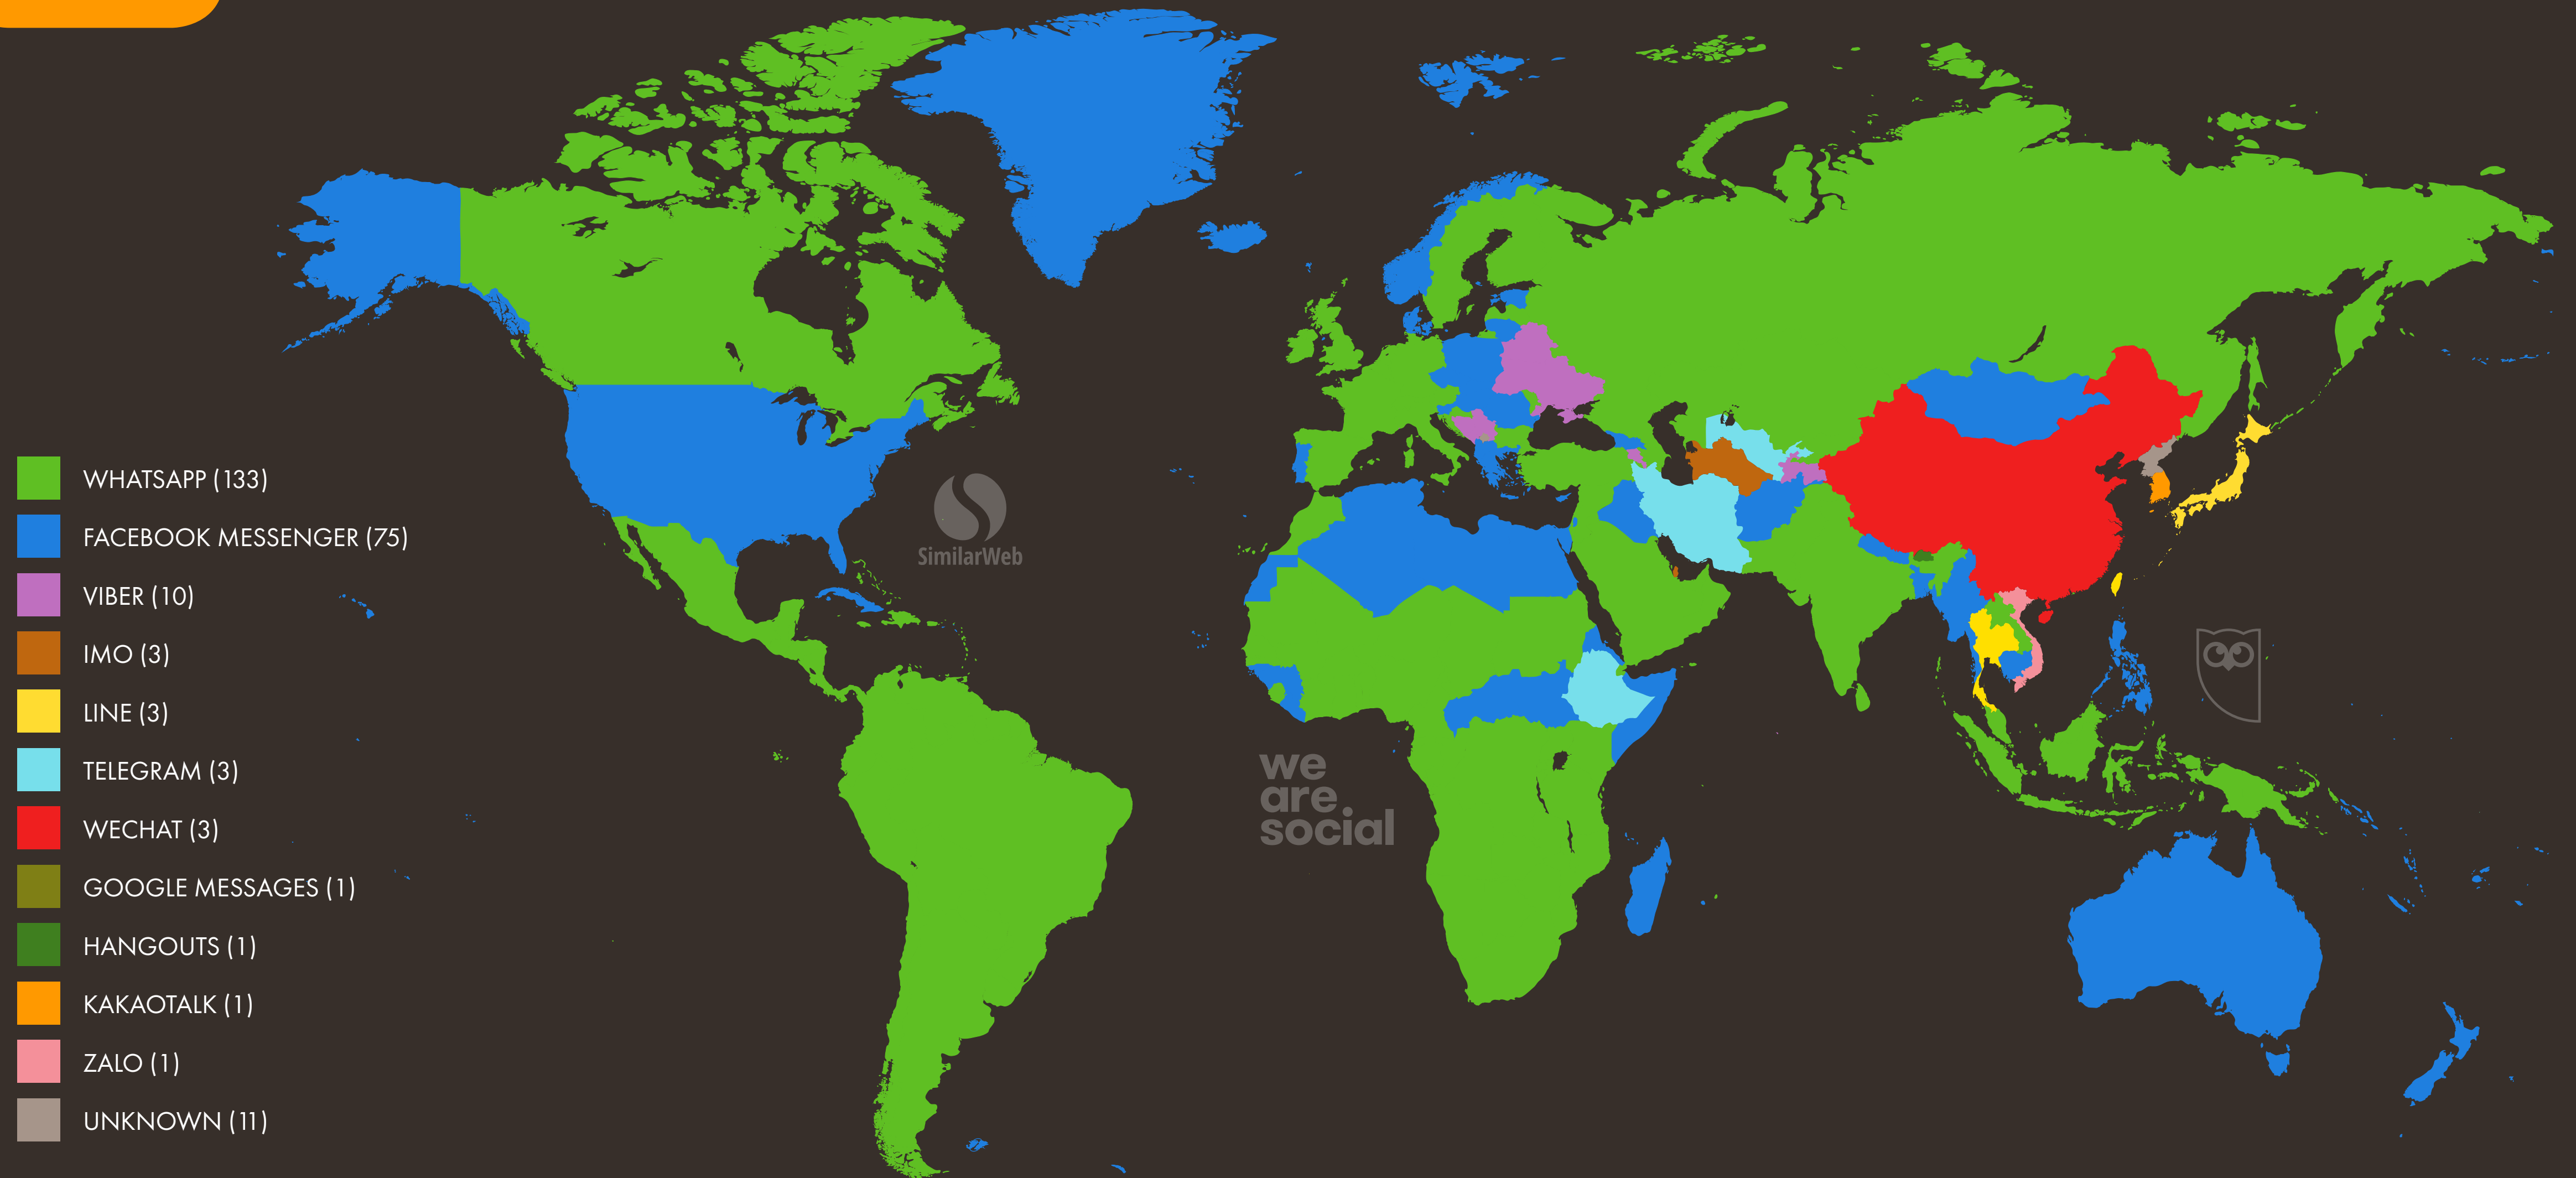 WHATSAPP (133)
FACEBOOK MESSENGER (75)
VIBER (10)
IMO (3)
LINE (3)
TELEGRAM (3)
WECHAT (3)
GOOGLE MESSAGES (1)
HANGOUTS (1)
KAKAOTALK (1)
ZALO (1)
UNKNOWN (11)
SimilarWeb
we
are
social